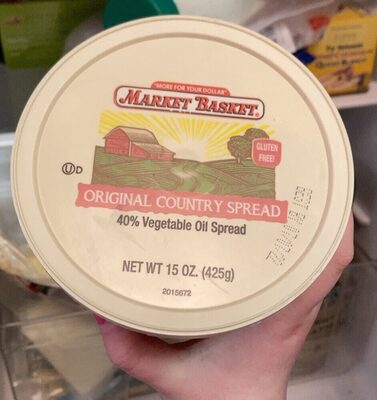 "MORE FOR YOUR DOLLAR"
MARKET BASKET®
GLUTEN
FREE!
UD
ORIGINAL COUNTRY SPREAD
40% Vegetable Oil Spread
NET WT 15 OZ. (425g)
2015672